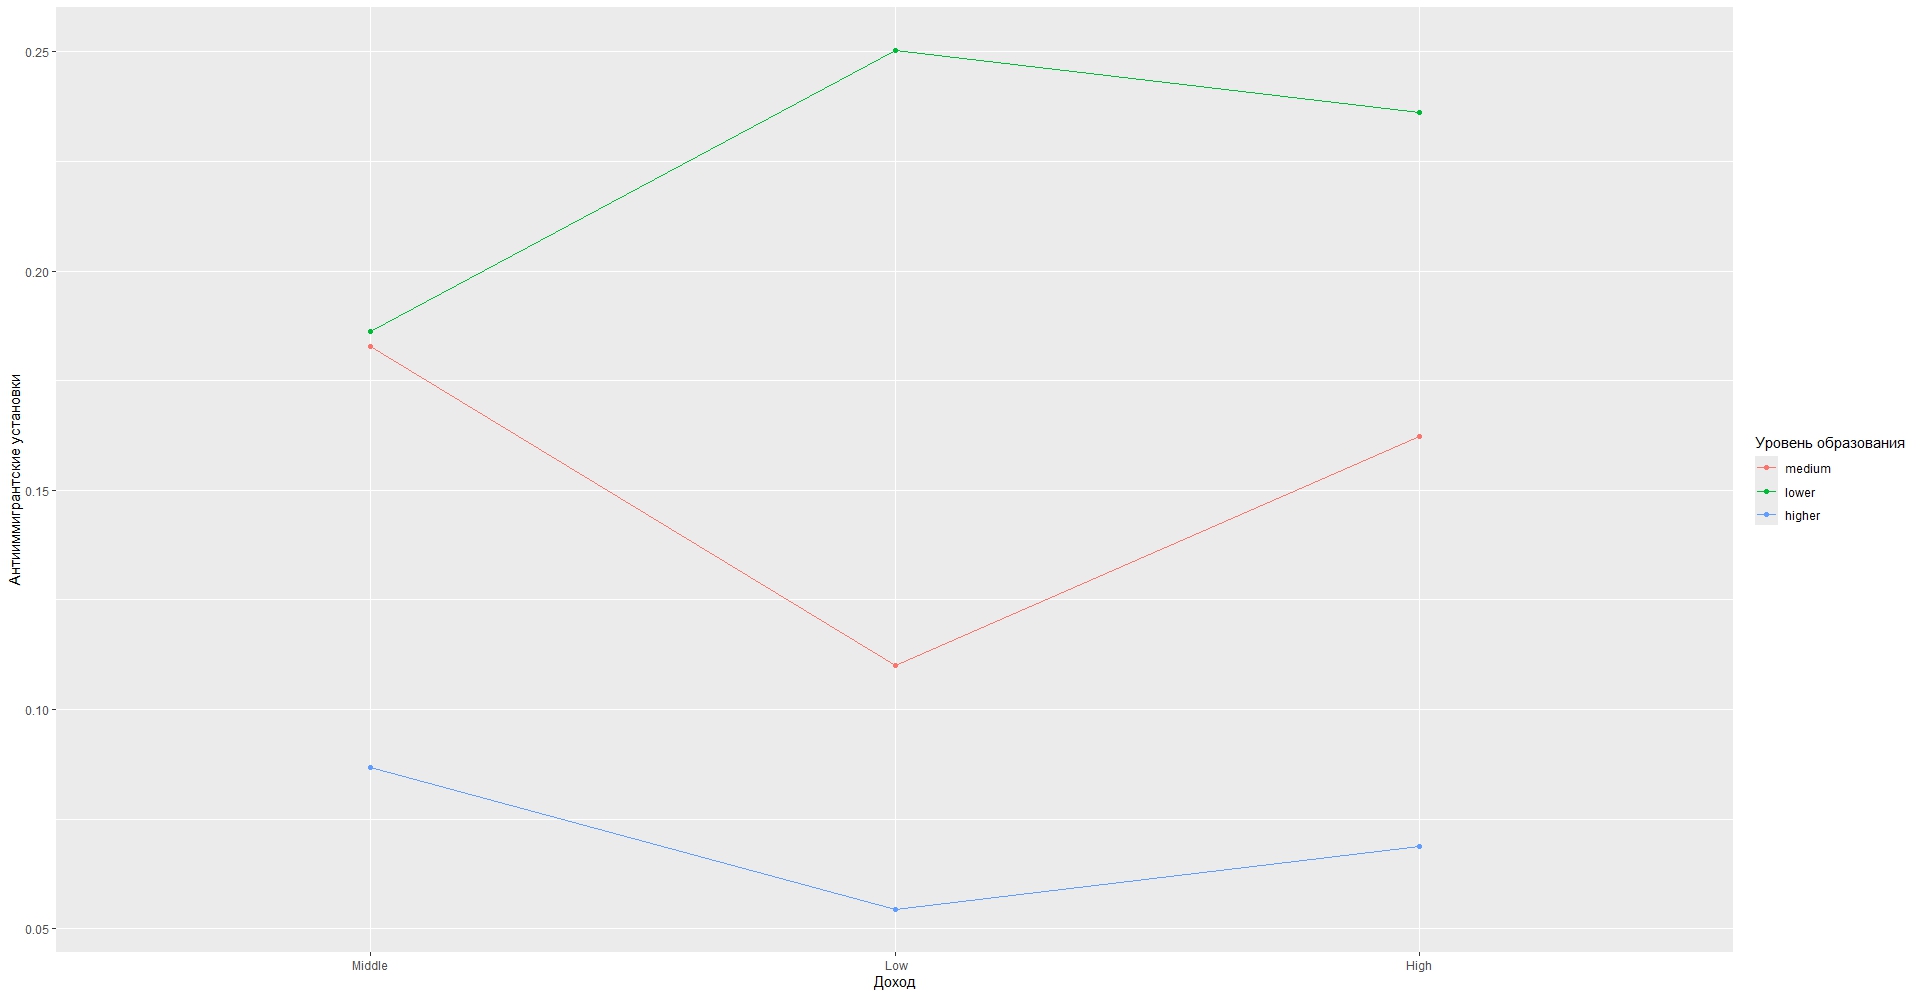 0.25
0.20
0.15
0.10
0.05
Антииммигрантские установки
Middle
Low
High
Доход
Уровень образования
medium
lower
higher